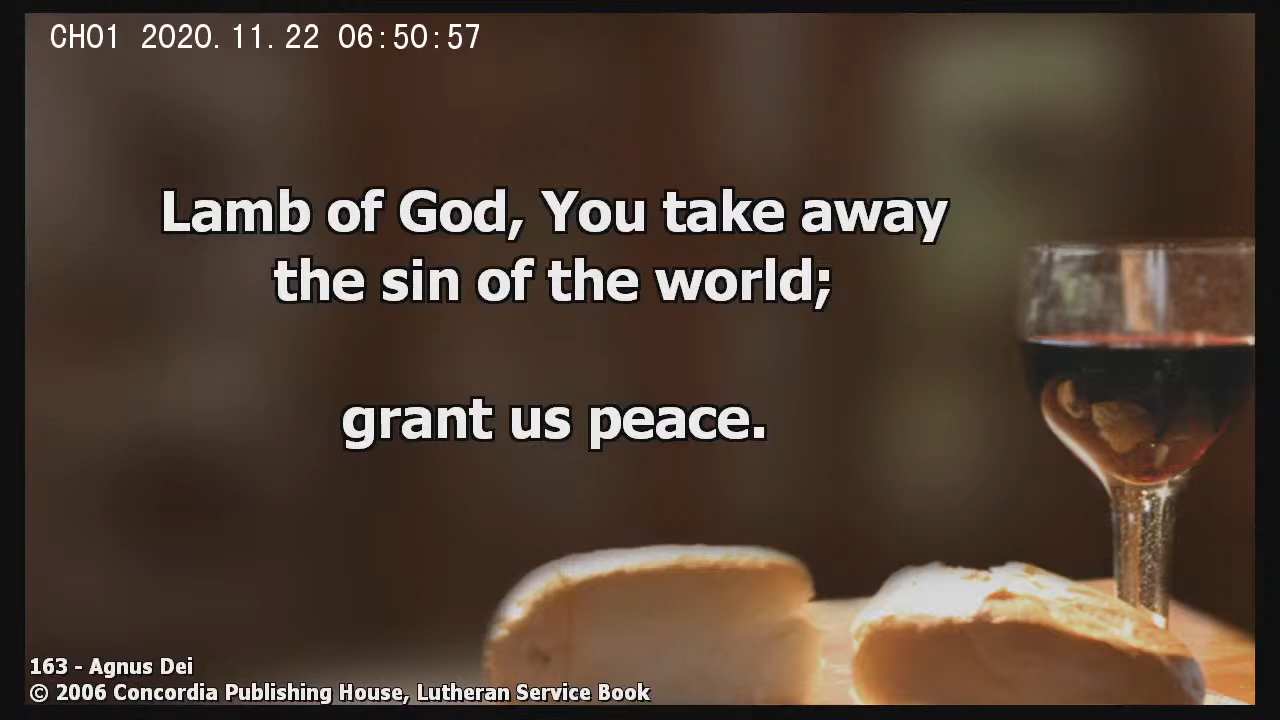 CH01 2020.11.22 06:50:57
Lamb of God, You take away
the sin of the world;
grant us peace.
163 - Agnus Dei
© 2006 Concordia Publishing House, Lutheran Service Book